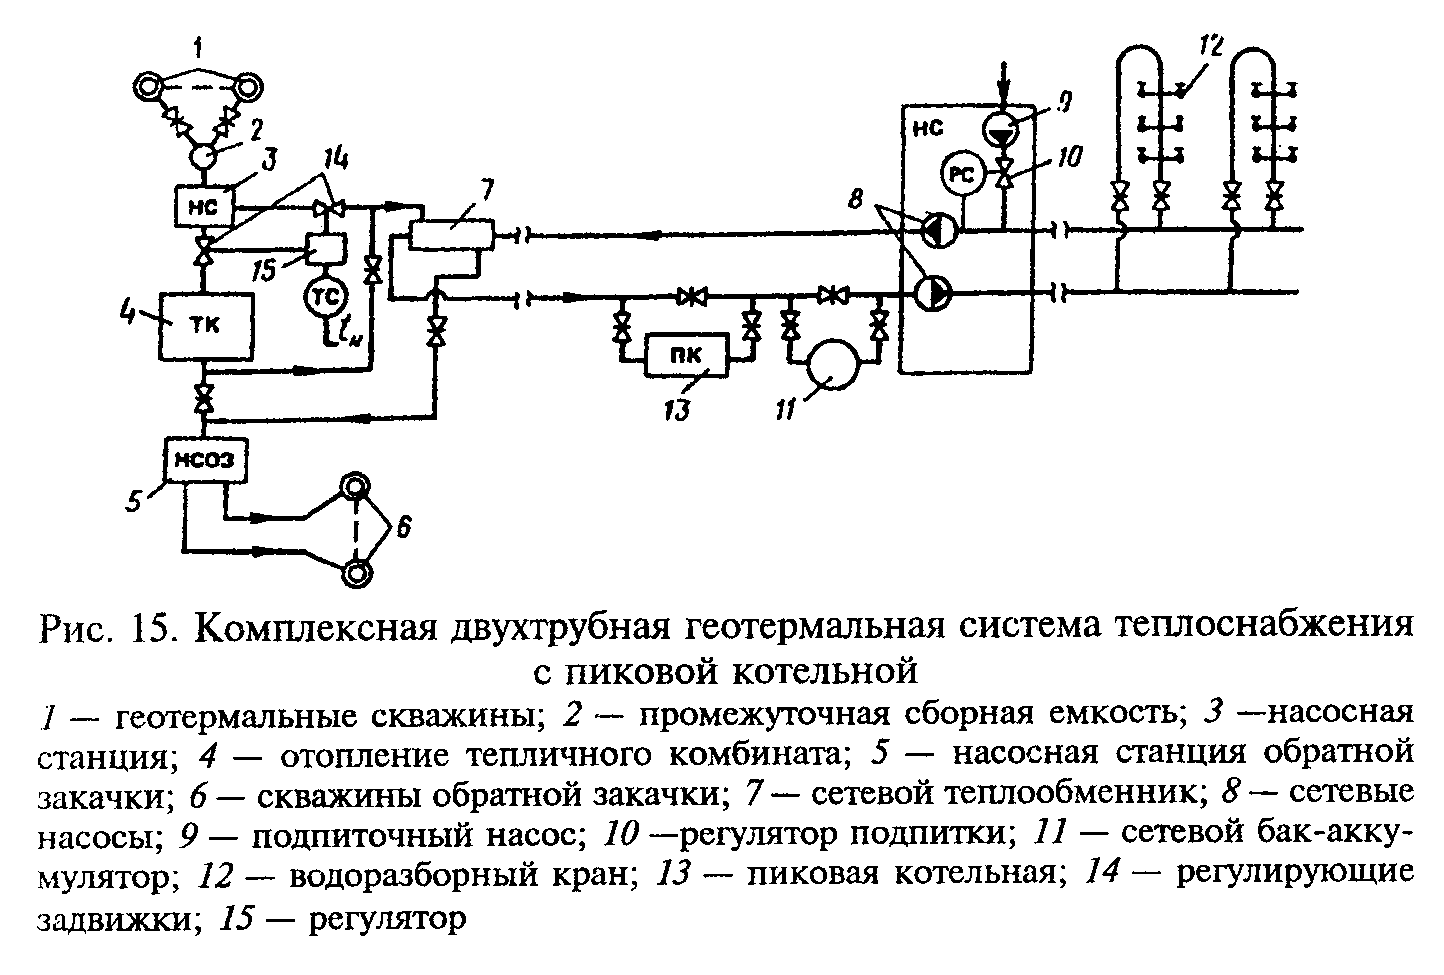 1
2
3
14
НС
7
15
ТС
tн
4
ТК
НСОЗ
5
6
8
НС
9
РС
10
12
ПК
13
11
Рис. 15. Комплексная двухтрубная геотермальная система теплоснабжения
с пиковой котельной
1 — геотермальные скважины; 2 — промежуточная сборная емкость; 3 —насосная
станция; 4 — отопление тепличного комбината; 5 — насосная станция обратной
закачки; 6 — скважины обратной закачки; 7 — сетевой теплообменник; 8 — сетевые
насосы; 9 — подпиточный насос; 10 —регулятор подпитки; 11 — сетевой бак-акку-
мулятор; 12 — водоразборный кран; 13 — пиковая котельная; 14 — регулирующие
задвижки; 15 — регулятор